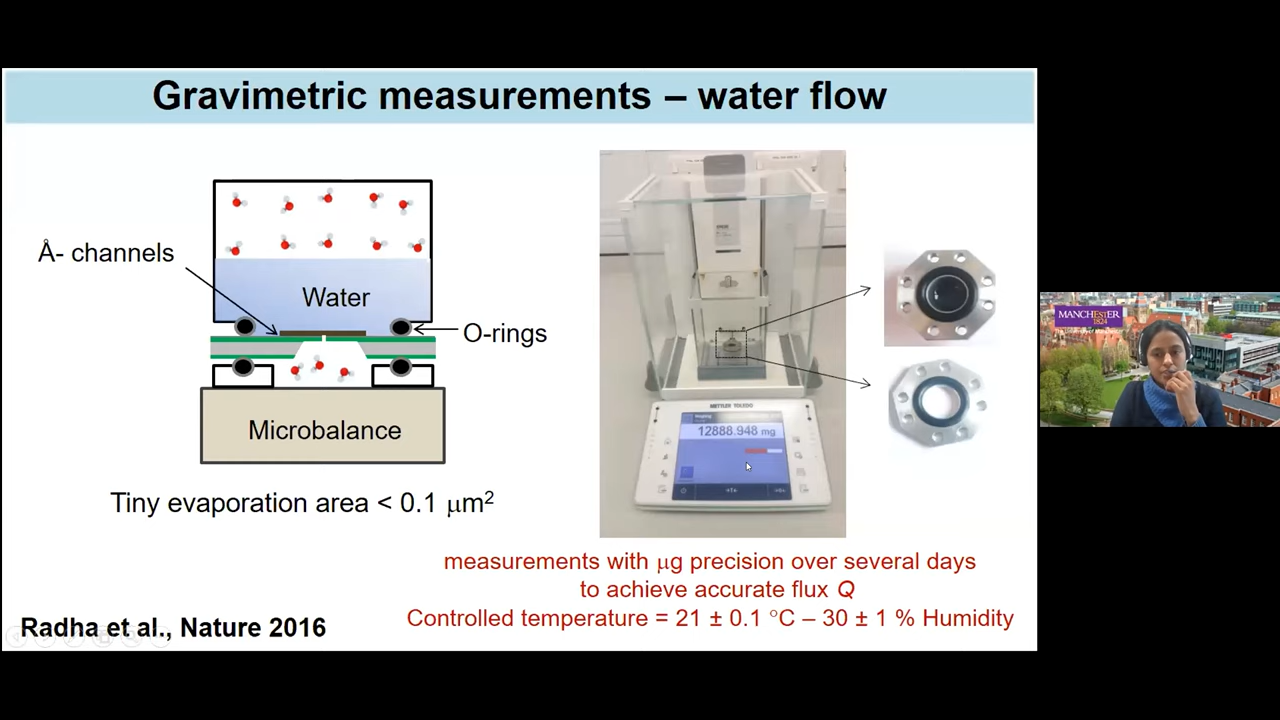 Gravimetric measurements – water flow
Å- channels
Water
O-rings
Microbalance
Tiny evaporation area < 0.1 μm²
METTLER TOLEDO
12888.948 mg
measurements with μg precision over several days
to achieve accurate flux Q
Controlled temperature = 21 ± 0.1 °C – 30 ± 1 % Humidity
Radha et al., Nature 2016
MANCHESTER
1824